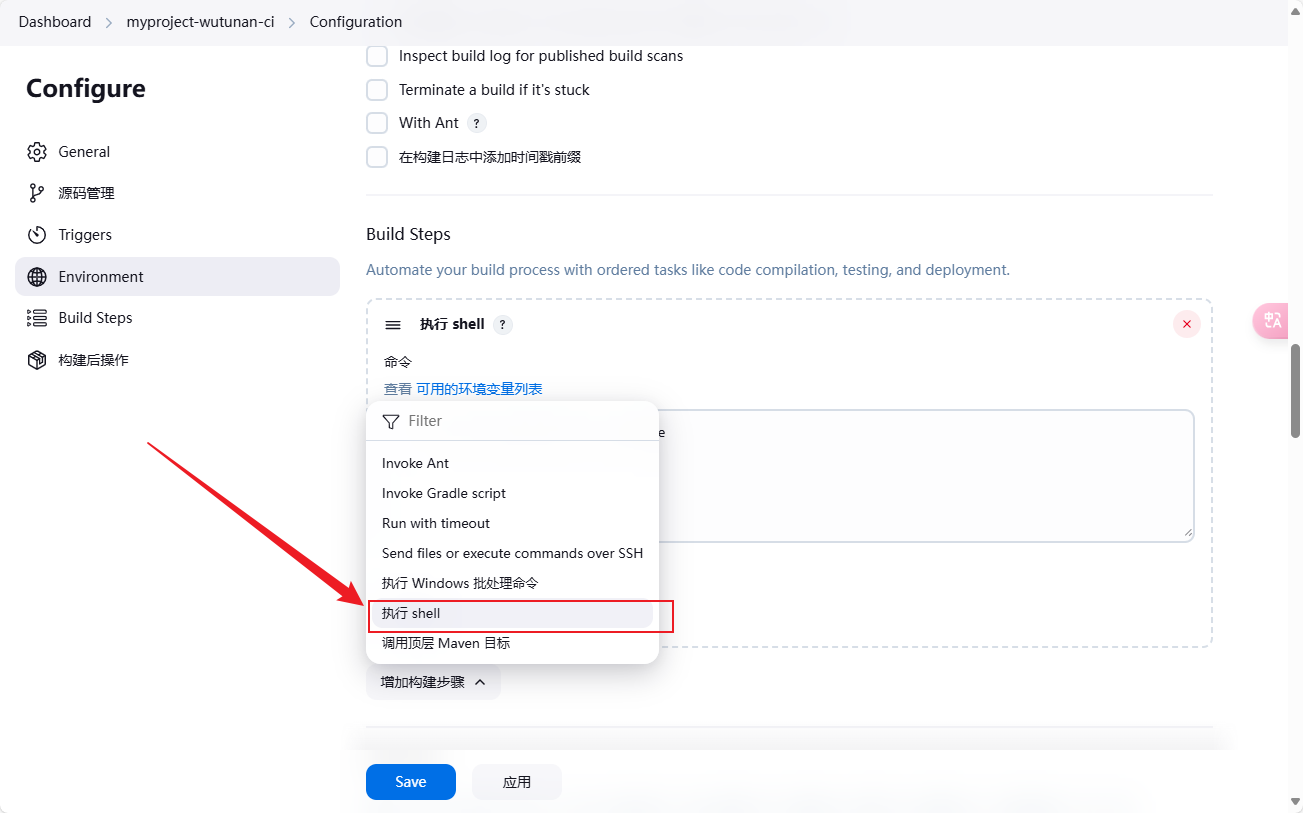 Dashboard > myproject-wutunan-ci > Configuration
Configure
General
源码管理
Triggers
Environment
Build Steps
构建后操作
Inspect build log for published build scans
Terminate a build if it's stuck
With Ant ?
在构建日志中添加时间戳前缀
Build Steps
Automate your build process with ordered tasks like code compilation, testing, and deployment.
执行 shell ?
命令
查看 可用的环境变量列表
e
Filter
Invoke Ant
Invoke Gradle script
Run with timeout
Send files or execute commands over SSH
执行 Windows 批处理命令
执行 shell
调用顶层 Maven 目标
增加构建步骤
Save
应用